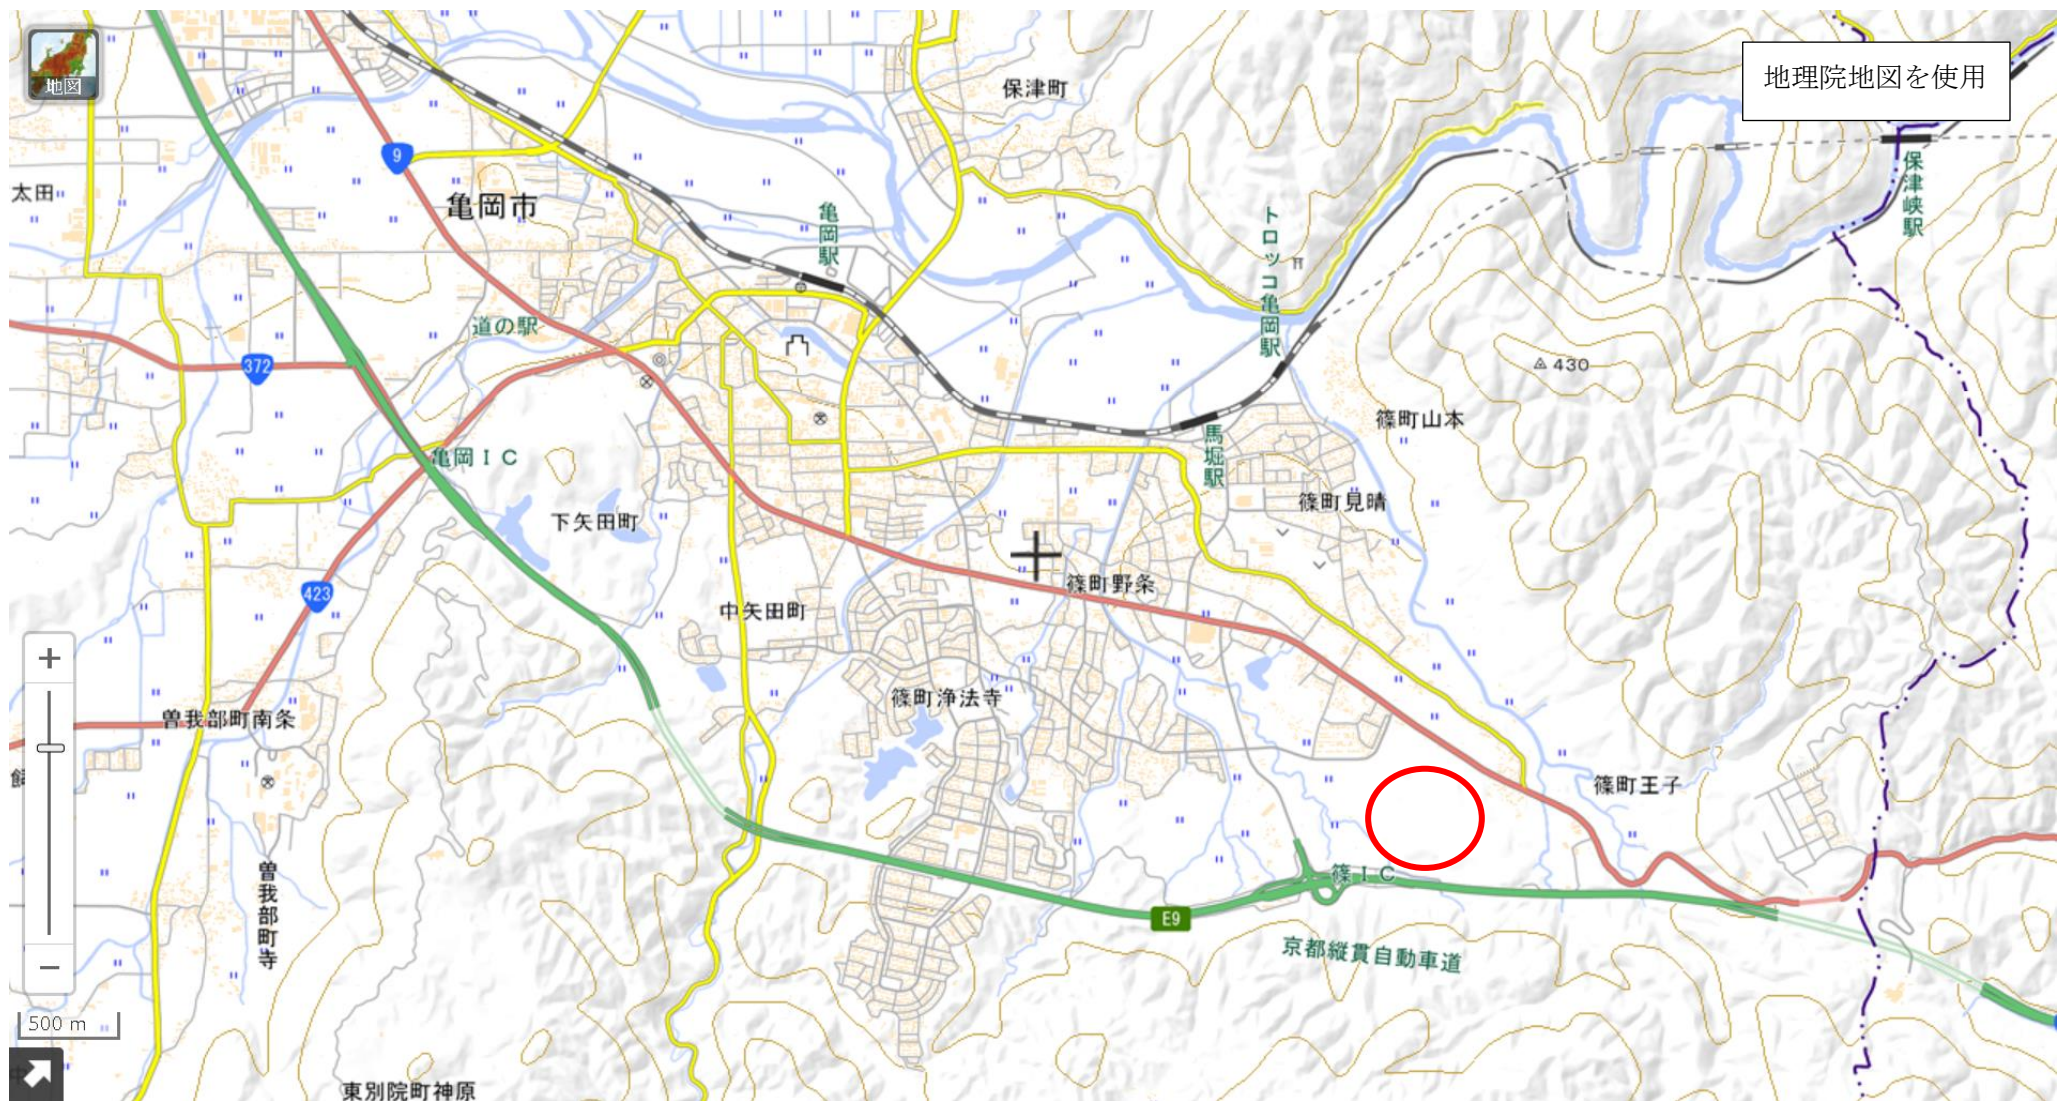 地図
地理院地図を使用
保津町
9
太田
亀岡市
亀岡駅
トロッコ亀岡駅
保津峡駅
道の駅
372
430
篠町山本
馬堀駅
亀岡IC
篠町見晴
下矢田町
423
篠町野条
中矢田町
篠町浄法寺
曽我部町南条
篠町王子
曽我部町寺
篠IC
E9
京都縦貫自動車道
500 m
東別院町神原